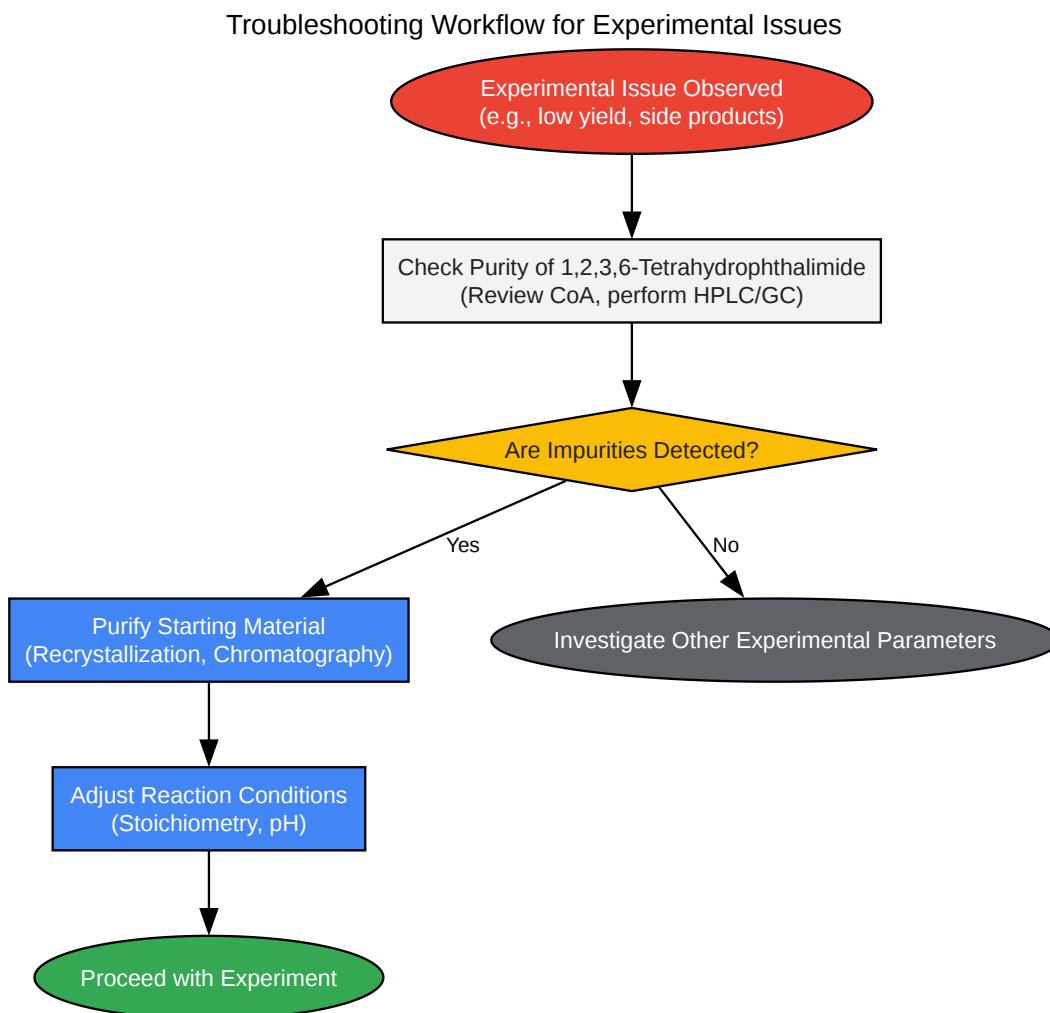 Troubleshooting Workflow for Experimental Issues
Experimental Issue Observed
(e.g., low yield, side products)
Check Purity of 1,2,3,6-Tetrahydrophthalimide
(Review CoA, perform HPLC/GC)
Are Impurities Detected?
Yes
No
Purify Starting Material
(Recrystallization, Chromatography)
Investigate Other Experimental Parameters
Adjust Reaction Conditions
(Stoichiometry, pH)
Proceed with Experiment